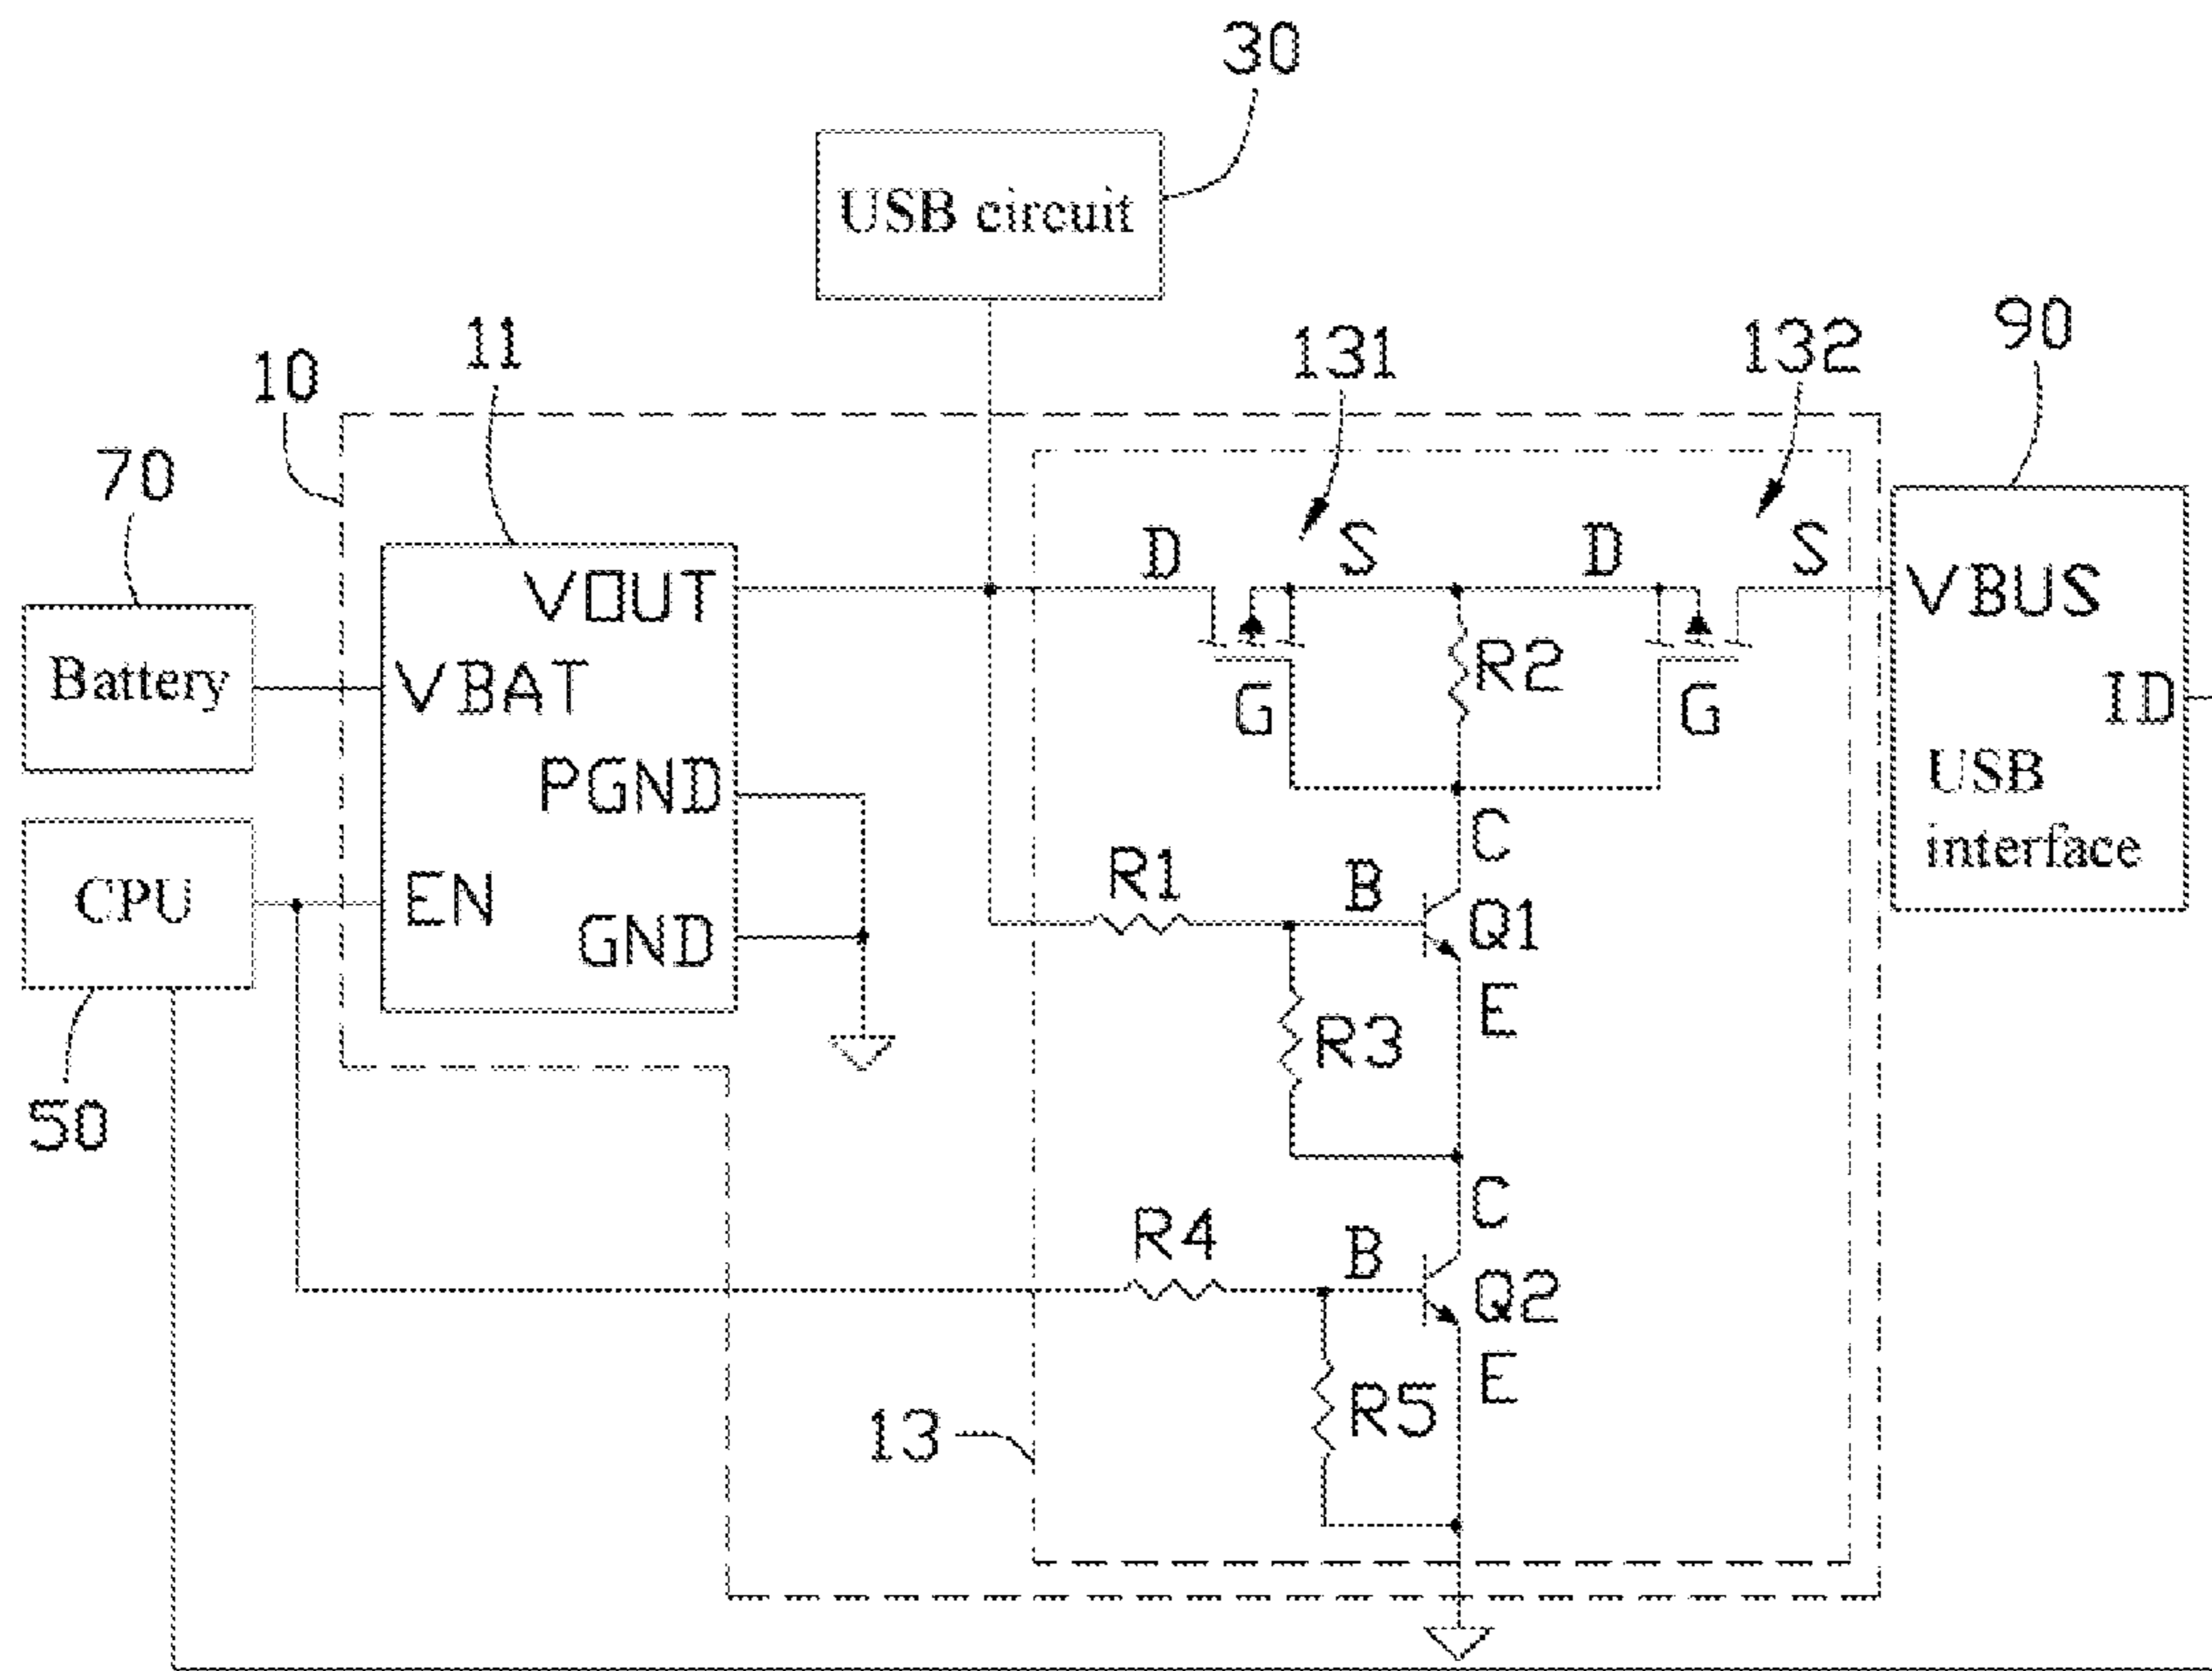 30
USB circuit
11
131
132
90
10
70
D
S
D
S
VOUT
VBUS
Battery
VBAT
G
R2
G
ID
PGND
USB
interface
C
R1
B
CPU
EN
Q1
GND
E
R3
50
C
R4
B
Q2
E
R5
13